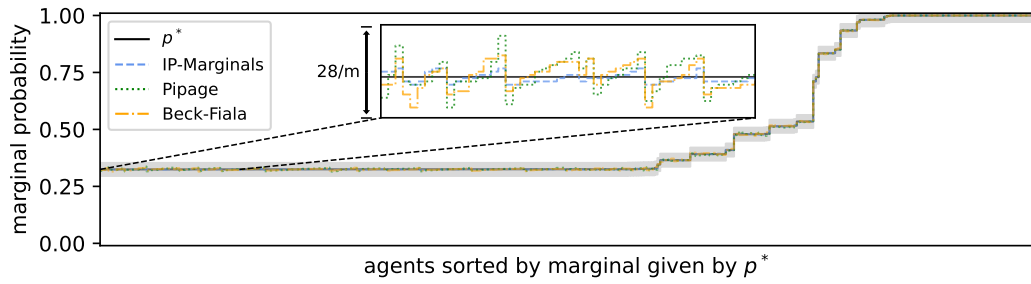 marginal probability
1.00
0.75
0.50
0.25
0.00
p*
IP-Marginals
Pipage
Beck-Fiala
28/m
agents sorted by marginal given by p*